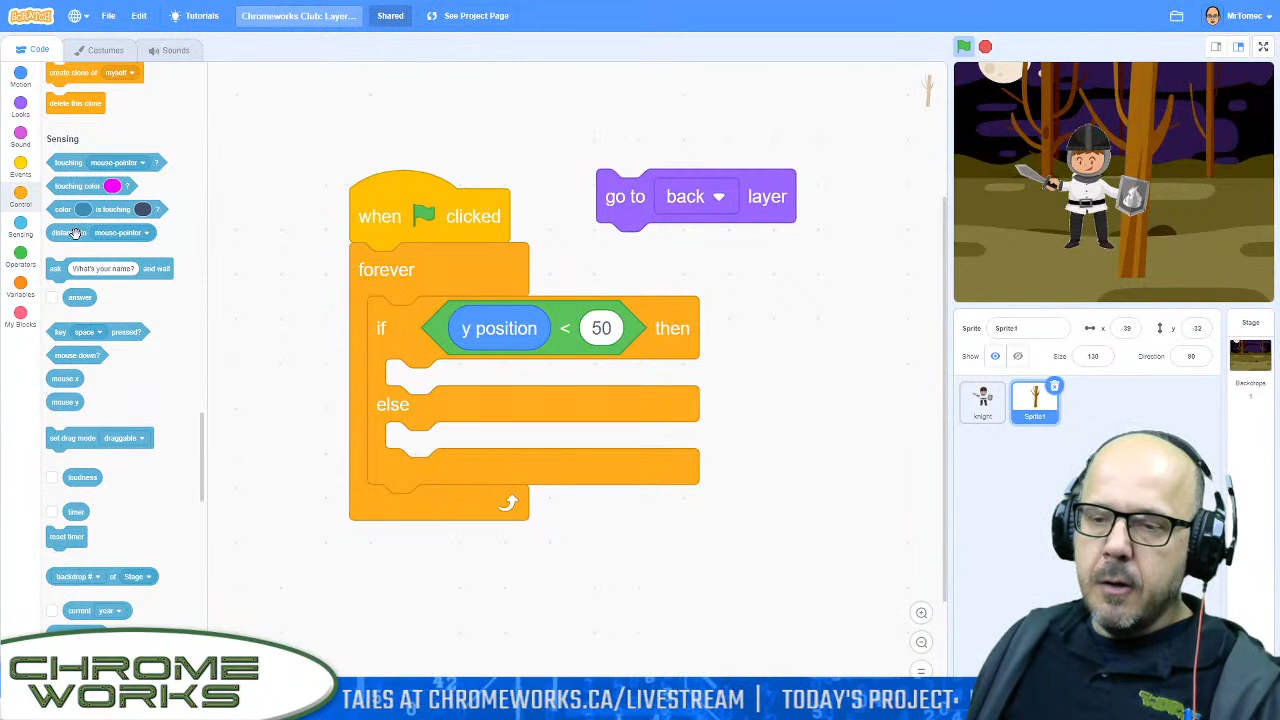 SCRATCH
File
Edit
Tutorials
Chromeworks Club: Layer...
Shared
See Project Page
MrTomec
Code
Costumes
Sounds
Motion
Looks
Sound
Events
Control
Sensing
Operators
Variables
My Blocks
create clone of myself
delete this clone
Sensing
touching mouse-pointer ?
touching color ?
color is touching ?
distance to mouse-pointer
ask What's your name? and wait
answer
key space pressed?
mouse down?
mouse x
mouse y
set drag mode draggable
loudness
timer
reset timer
backdrop # of Stage
current year
when clicked
forever
if y position < 50 then
else
go to back layer
Sprite Sprite1 x -39 y -32
Show Size 130 Direction 90
knight
Sprite1
Stage
Backdrops
1
CHROME
WORKS
TAILS AT CHROMEWORKS.CA/LIVESTREAM | TODAY'S PROJECT